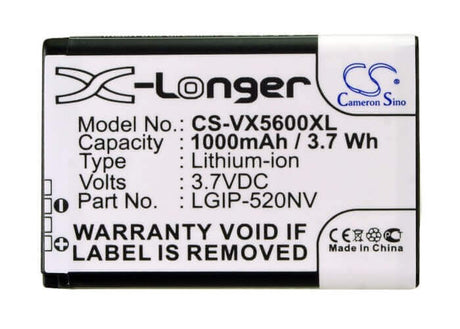 X-Longer
CS
Cameron Sino
Model No.: CS-VX5600XL
Capacity: 1000mAh / 3.7 Wh
Type: Lithium-ion
Voltage: 3.7VDC
Part No.: LGIP-520NV
WARRANTY VOID IF
LABEL IS REMOVED
Made in China